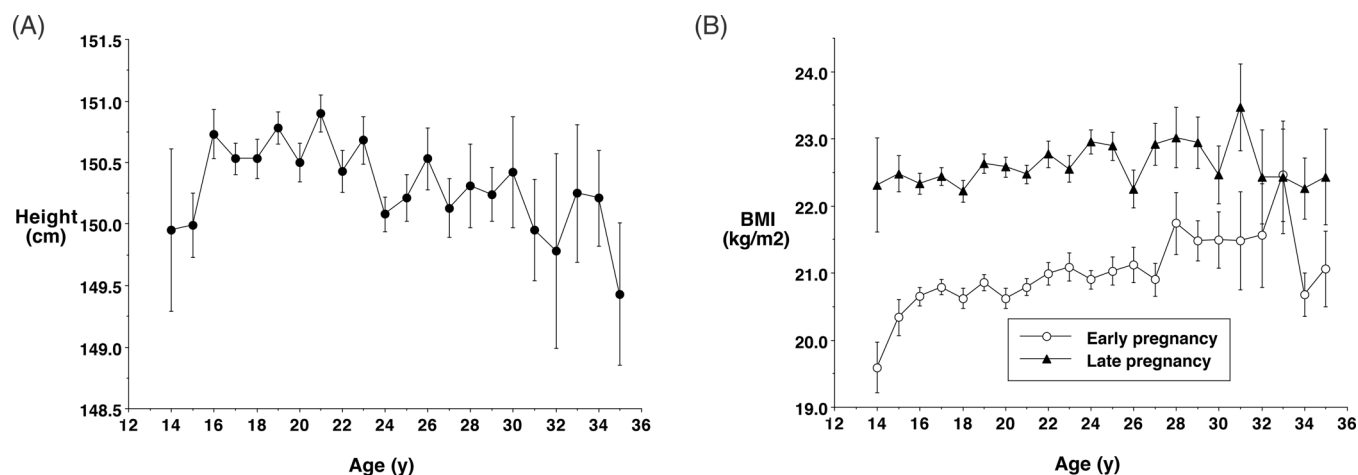 (A)
151.5
151.0
150.5
150.0
149.5
149.0
148.5
Height
(cm)
12 14 16 18 20 22 24 26 28 30 32 34 36
Age (y)
(B)
24.0
23.0
22.0
21.0
20.0
19.0
BMI
(kg/m2)
Early pregnancy
Late pregnancy
12 14 16 18 20 22 24 26 28 30 32 34 36
Age (y)